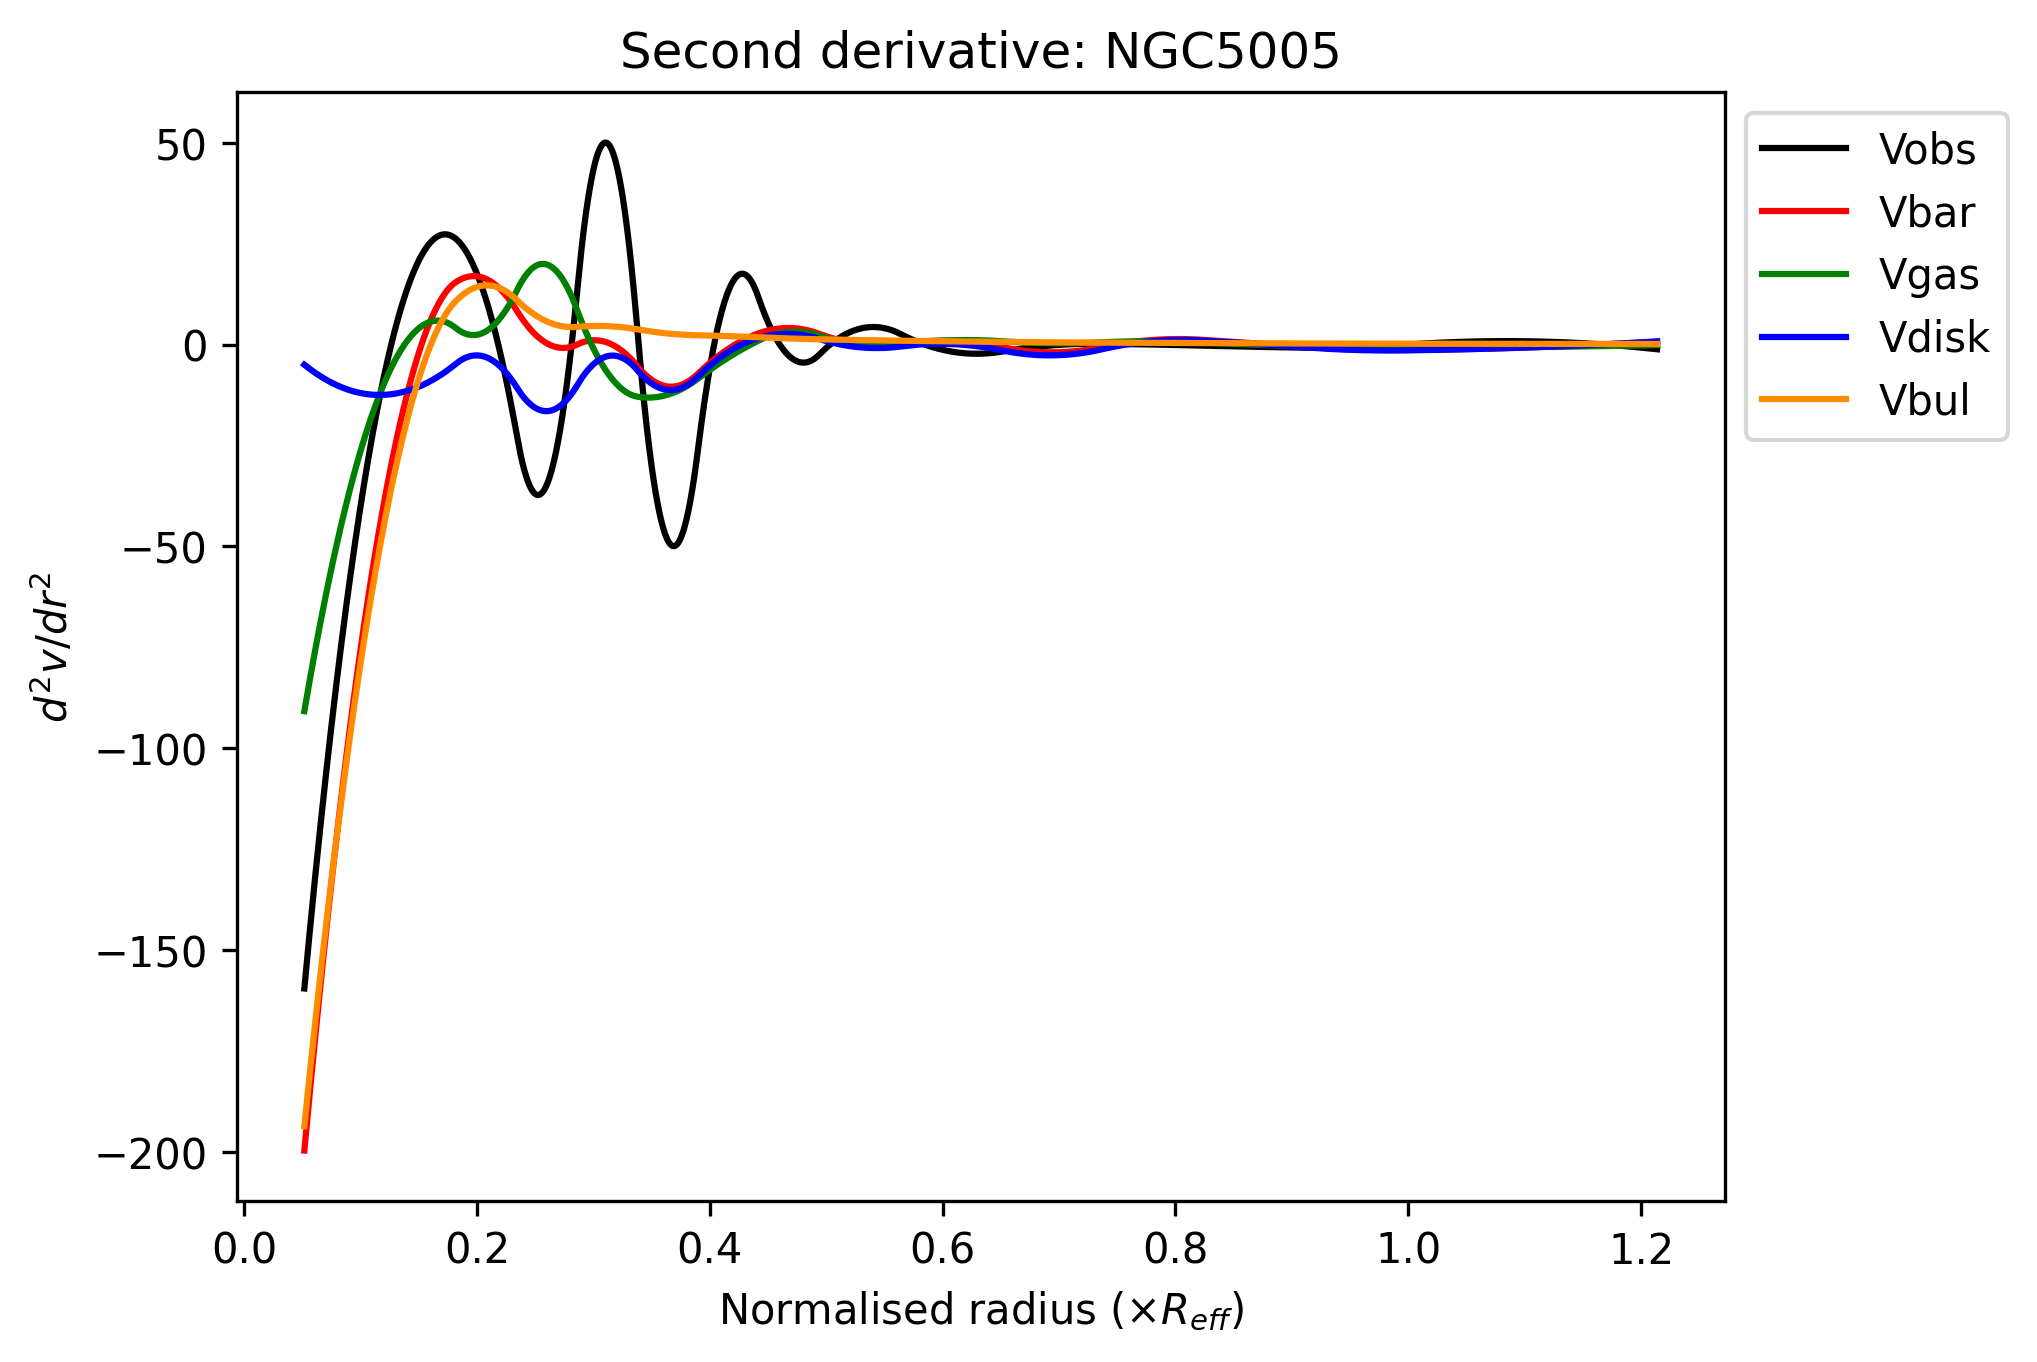 Second derivative: NGC5005
50
0
−50
−100
−150
−200
d²v/dr²
0.0 0.2 0.4 0.6 0.8 1.0 1.2
Normalised radius (×R_eff)
Vobs
Vbar
Vgas
Vdisk
Vbul